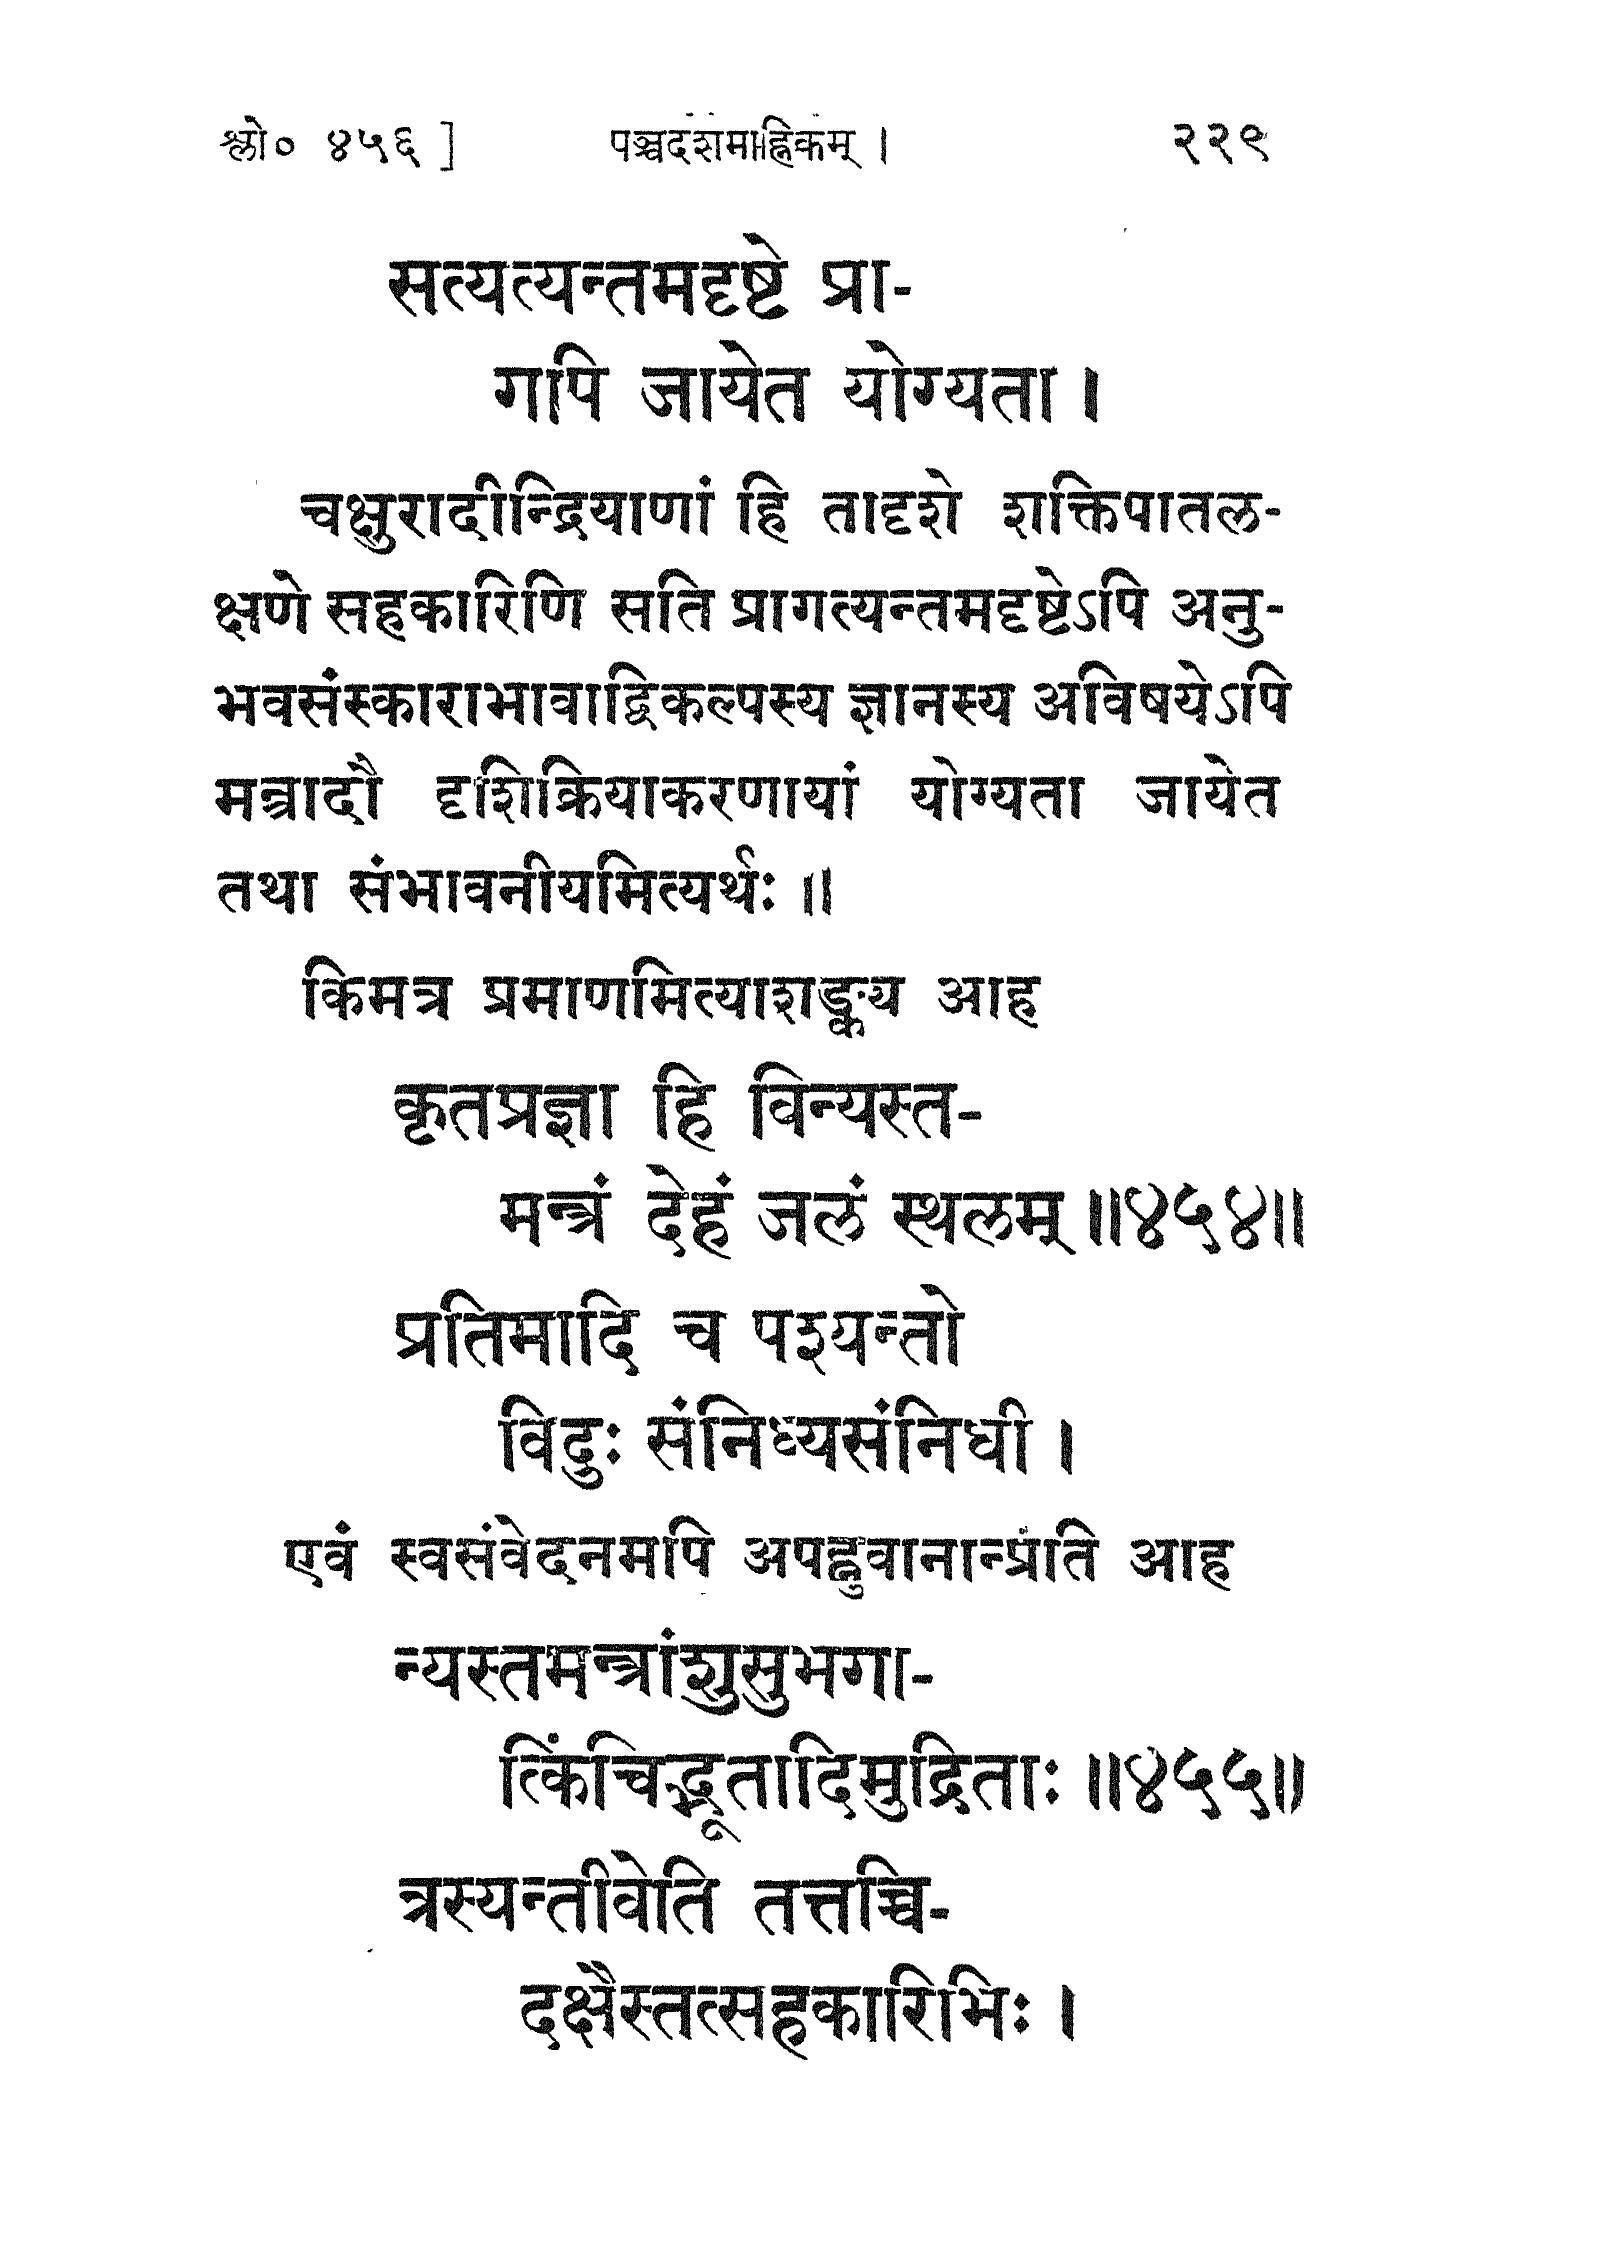 श्लो० ४५६ ] पञ्चदशमाह्निकम् । २२९
सत्यत्यन्तमदृष्टे प्रा-
गपि जायेत योग्यता ।
चक्षुरादीन्द्रियाणां हि तादृशे शक्तिपातल-
क्षणे सहकारिणि सति प्रागत्यन्तमदृष्टेऽपि अनु-
भवसंस्काराभावाद्विकल्पस्य ज्ञानस्य अविषयेऽपि
मन्त्रादौ दृशिक्रियाकरणायां योग्यता जायेत
तथा संभावनीयमित्यर्थः ॥
किमत्र प्रमाणमित्याशङ्क्य आह
कृतप्रज्ञा हि विन्यस्त-
मन्त्रं देहं जलं स्थलम् ॥४५४॥
प्रतिमादि च पश्यन्तो
विदुः संनिध्यसंनिधी ।
एवं स्वसंवेदनमपि अपह्नुवानान्प्रति आह
न्यस्तमन्त्रांशुसुभगा-
त्किंचिद्भूतादिमुद्रिताः ॥४५५॥
त्रस्यन्तीवेति तत्तच्चि-
दक्षैस्तत्सहकारिभिः ।